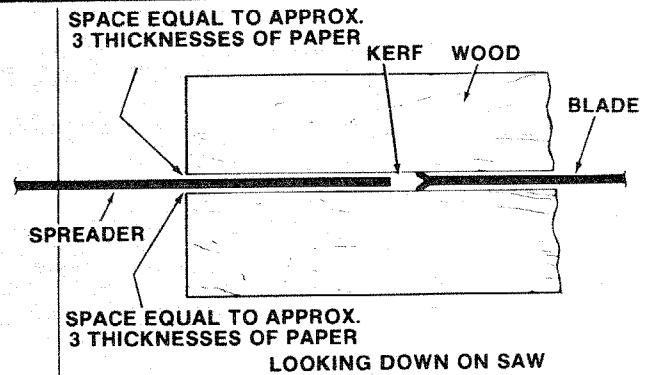 SPACE EQUAL TO APPROX.
3 THICKNESSES OF PAPER
KERF
WOOD
BLADE
SPREADER
SPACE EQUAL TO APPROX.
3 THICKNESSES OF PAPER
LOOKING DOWN ON SAW